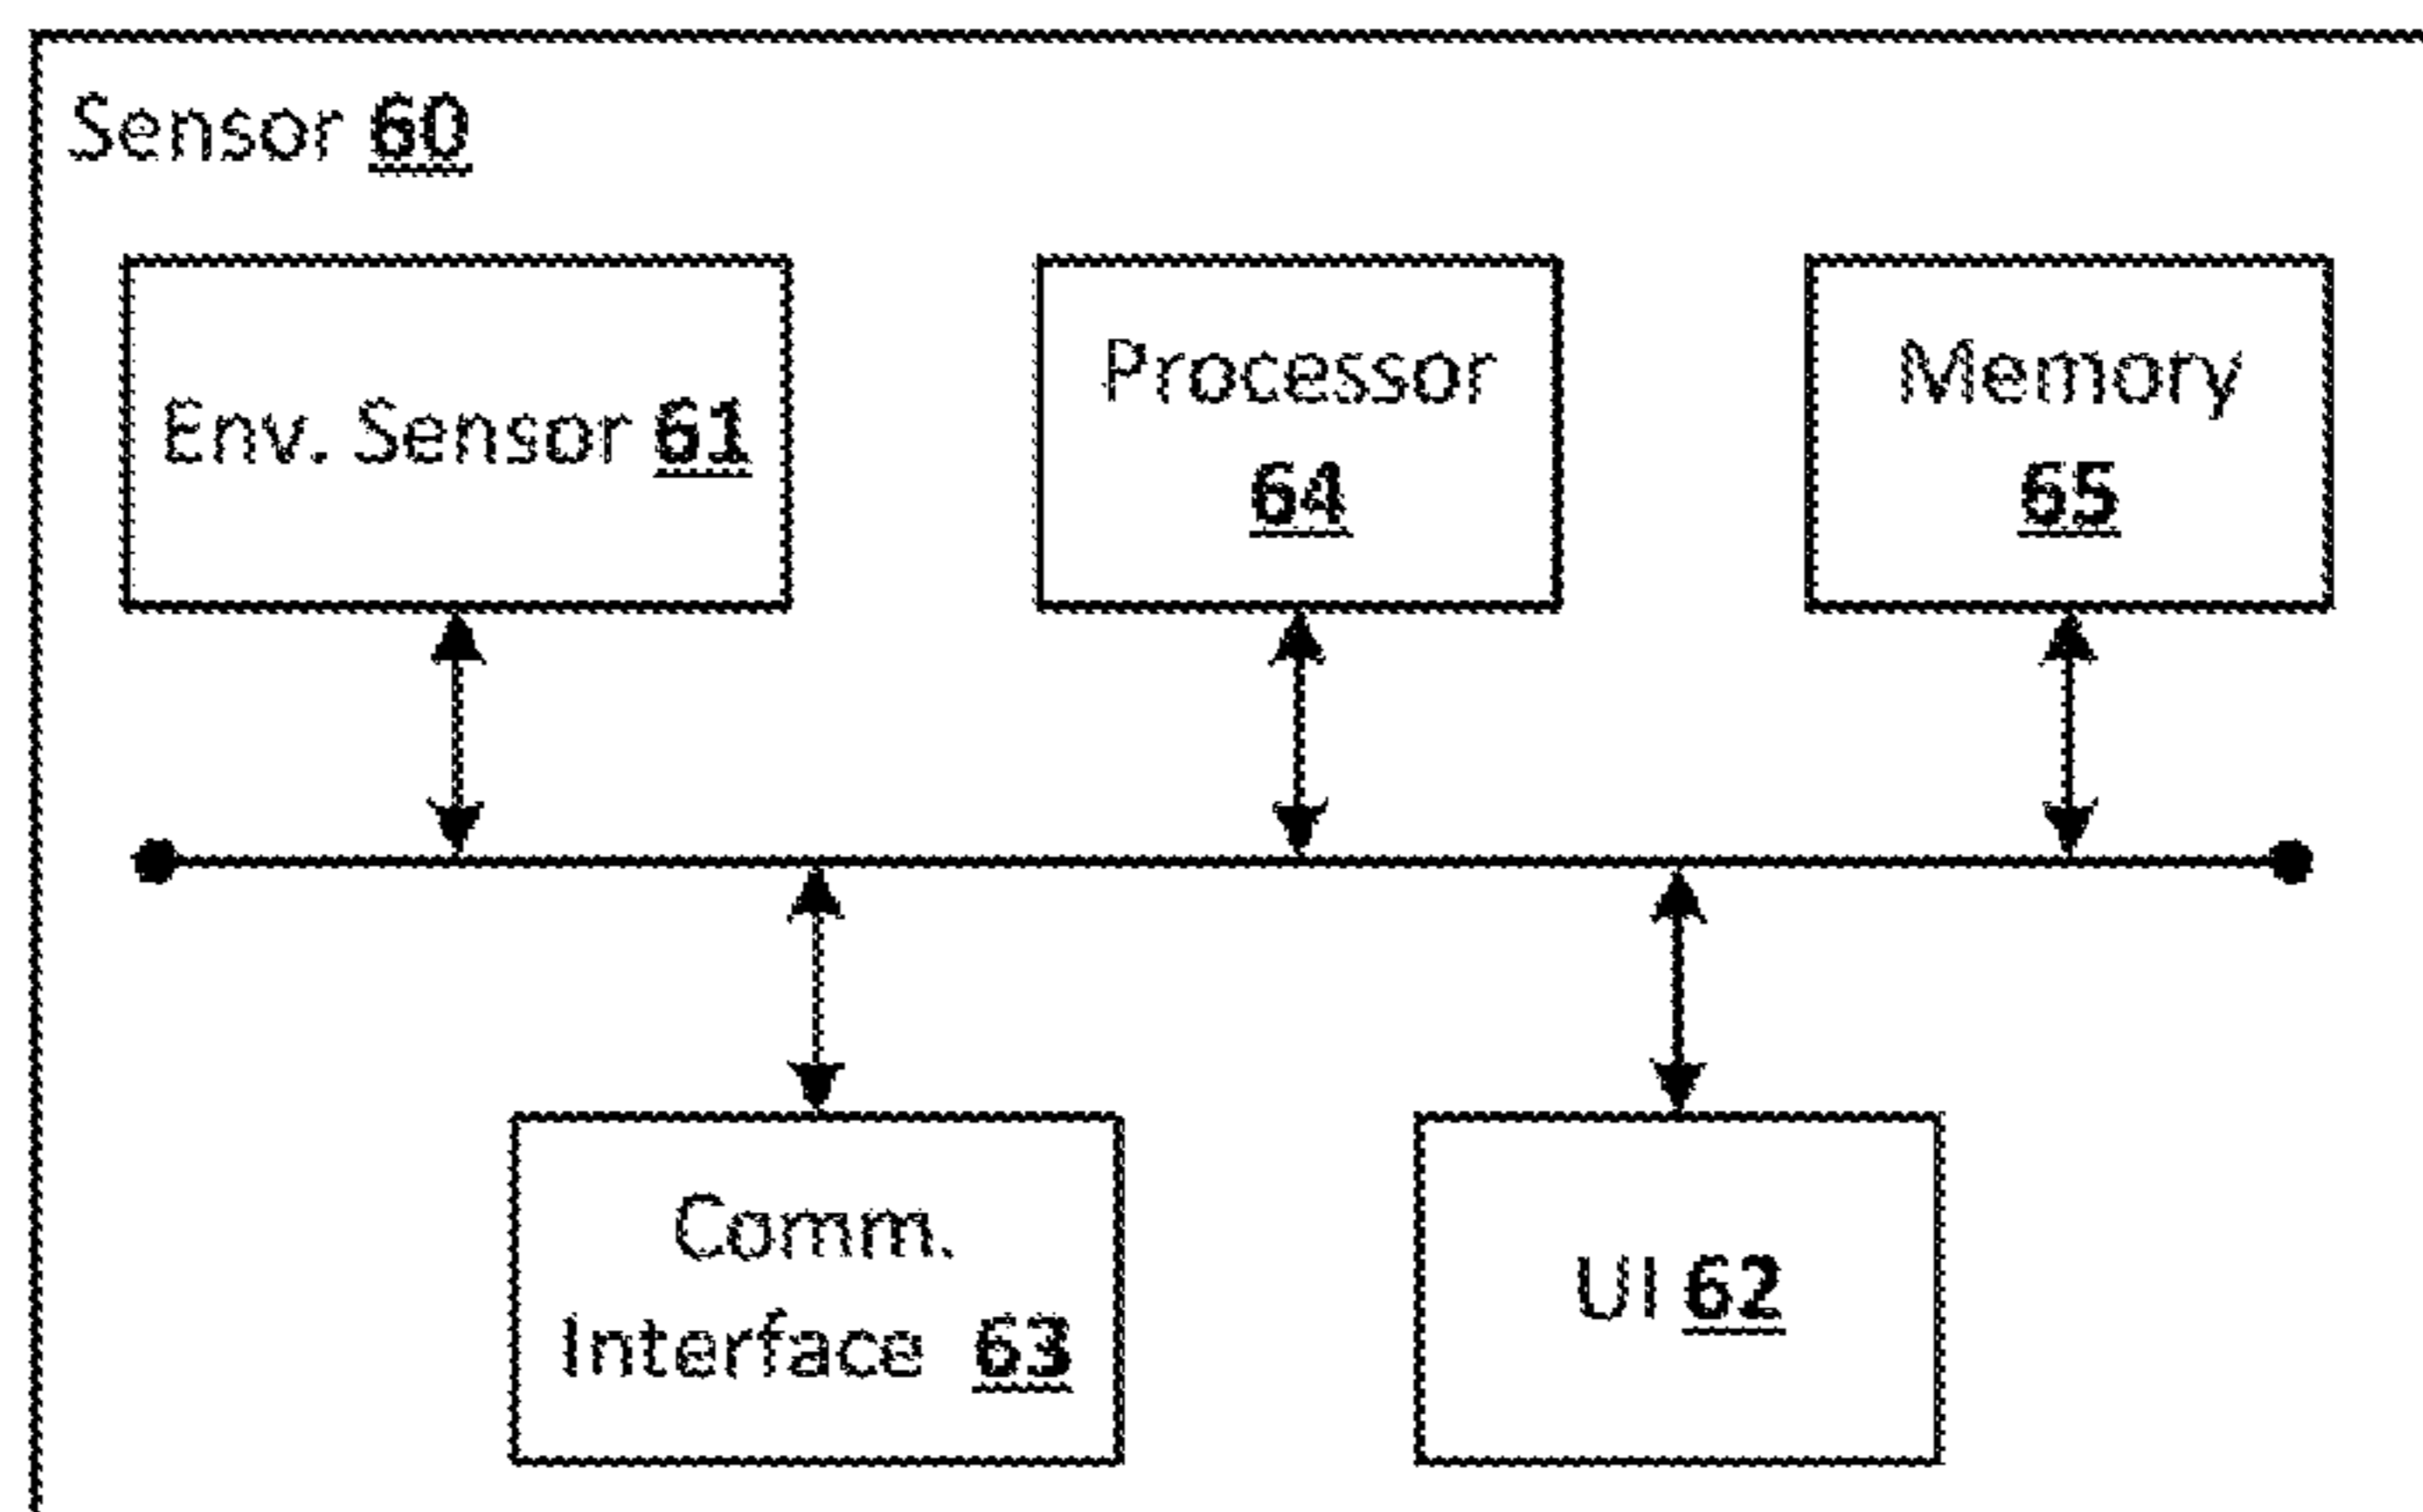 Sensor 60
Env. Sensor 61
Processor
64
Memory
65
Comm.
Interface 63
UI 62